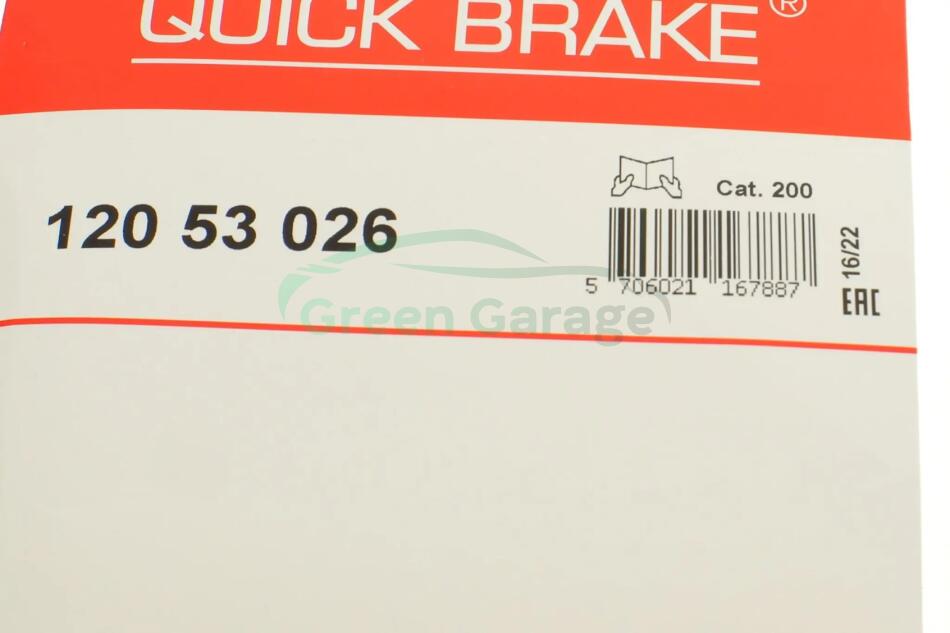 QUICK BRAKE®
120 53 026
Cat. 200
5 706021 167887
16/22
EAC
Green Garage